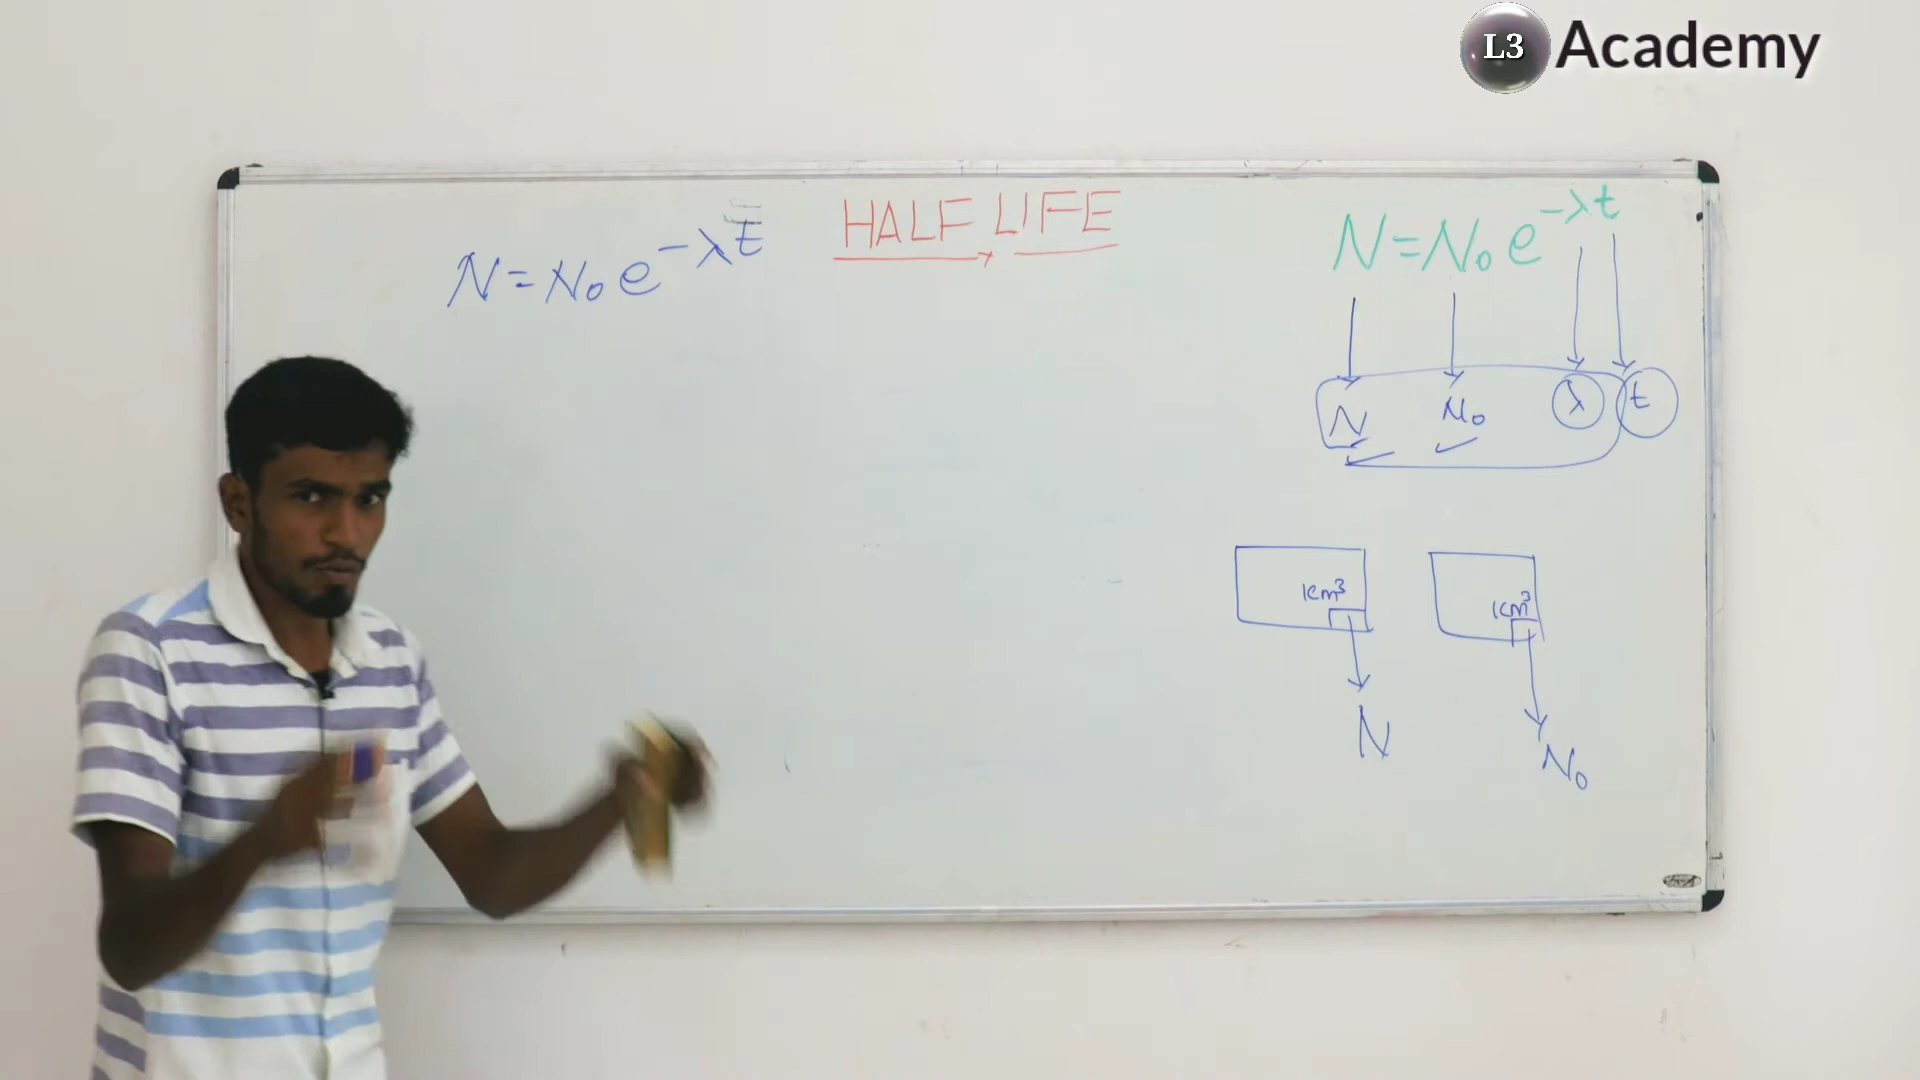 L3 Academy
HALF LIFE
N = N₀ e^-λt
N = N₀ e^-λt
N N₀ λ t
1cm³ 1cm³
N N₀